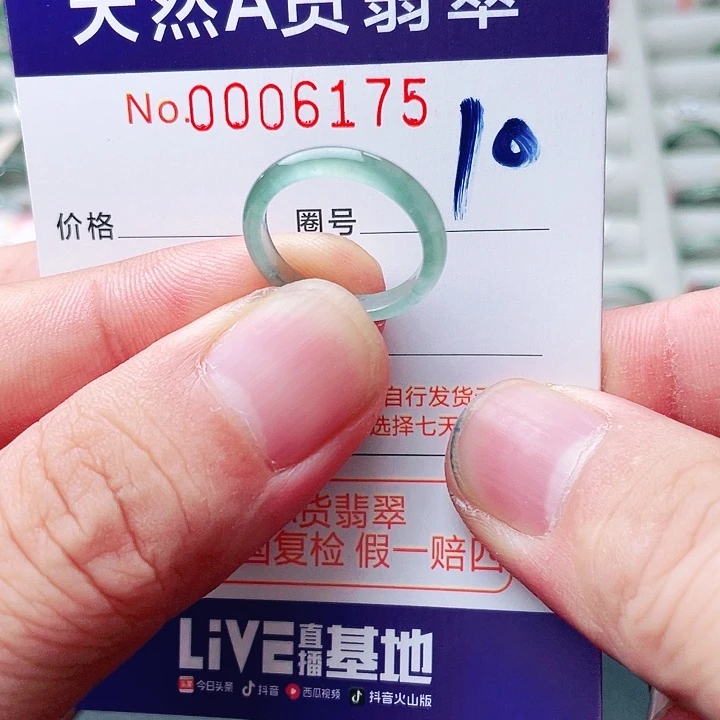 天然A货翡翠
No.0006175
10
价格
圈号
自行发货
选择七天
货翡翠
国复检 假一赔四
LiVE直播基地
今日头条 抖音 西瓜视频 抖音火山版